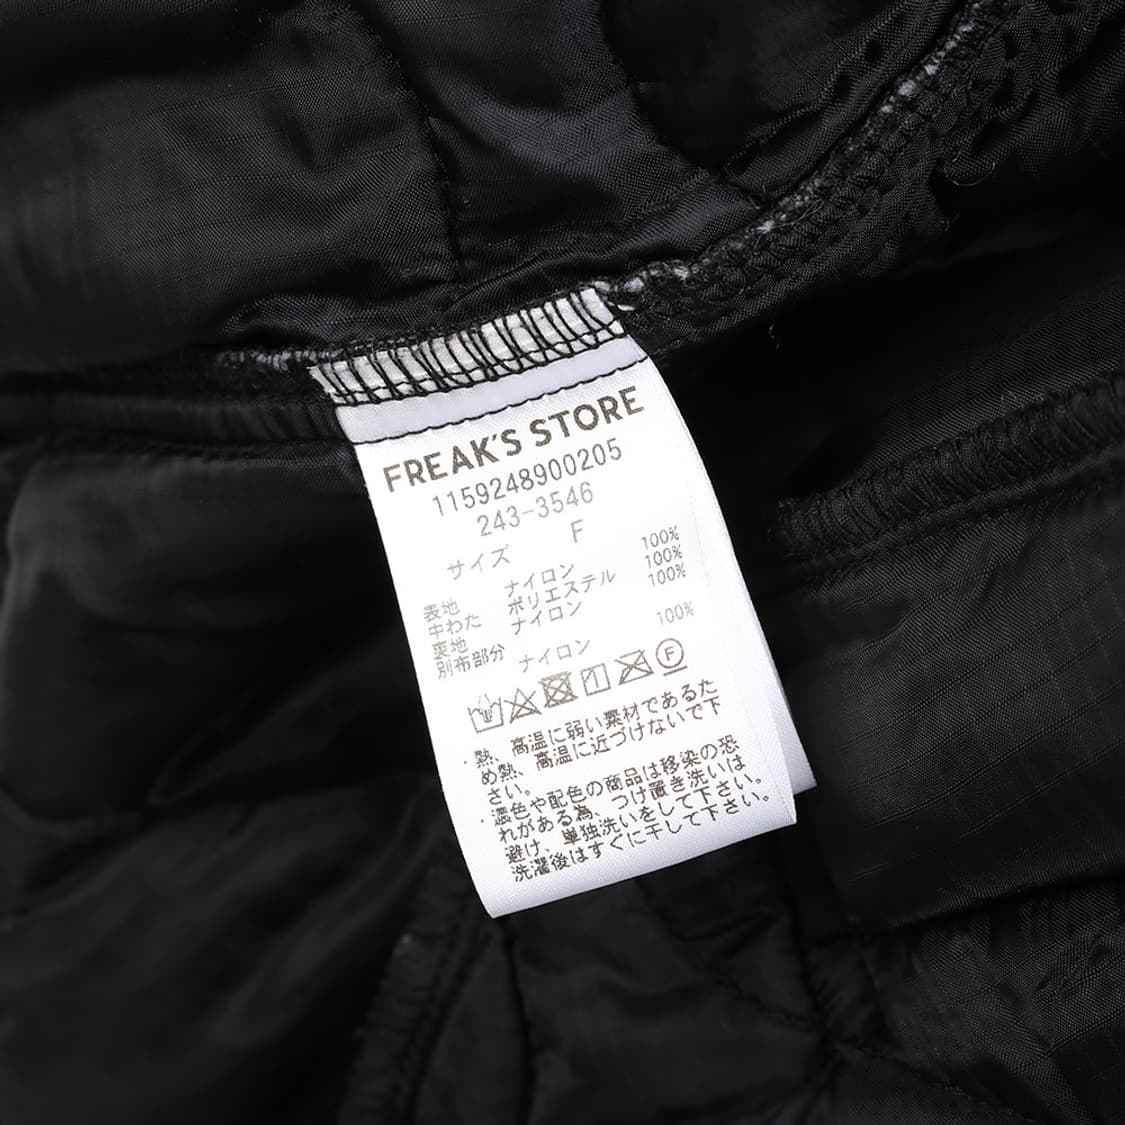 FREAK'S STORE
1159248900205
243-3546
サイズ F
表地 ナイロン 100%
中わた ポリエステル 100%
裏地 ナイロン 100%
別布部分 ナイロン 100%
F
・熱、高温に弱い素材であるた
め熱、高温に近づけないで下
さい。
・濃色や配色の商品は移染の恐
れがある為、つけ置き洗いは
避け、単独洗いをして下さい。
洗濯後はすぐに干して下さい。